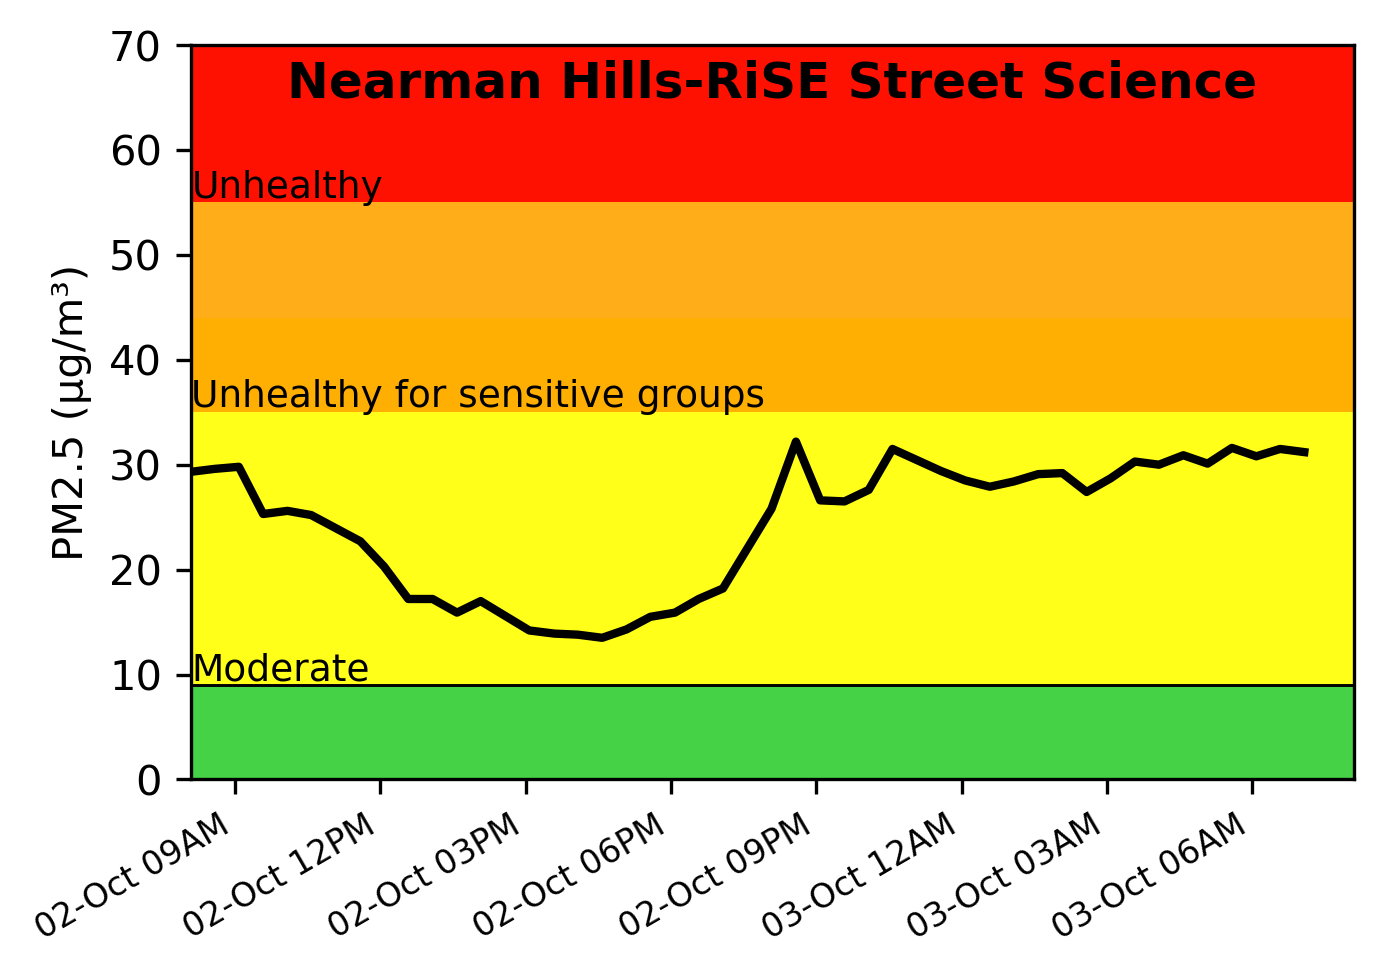 Nearman Hills-RiSE Street Science
70
60
Unhealthy
50
40
Unhealthy for sensitive groups
30
20
Moderate
10
0
PM2.5 (µg/m³)
02-Oct 09AM
02-Oct 12PM
02-Oct 03PM
02-Oct 06PM
02-Oct 09PM
03-Oct 12AM
03-Oct 03AM
03-Oct 06AM